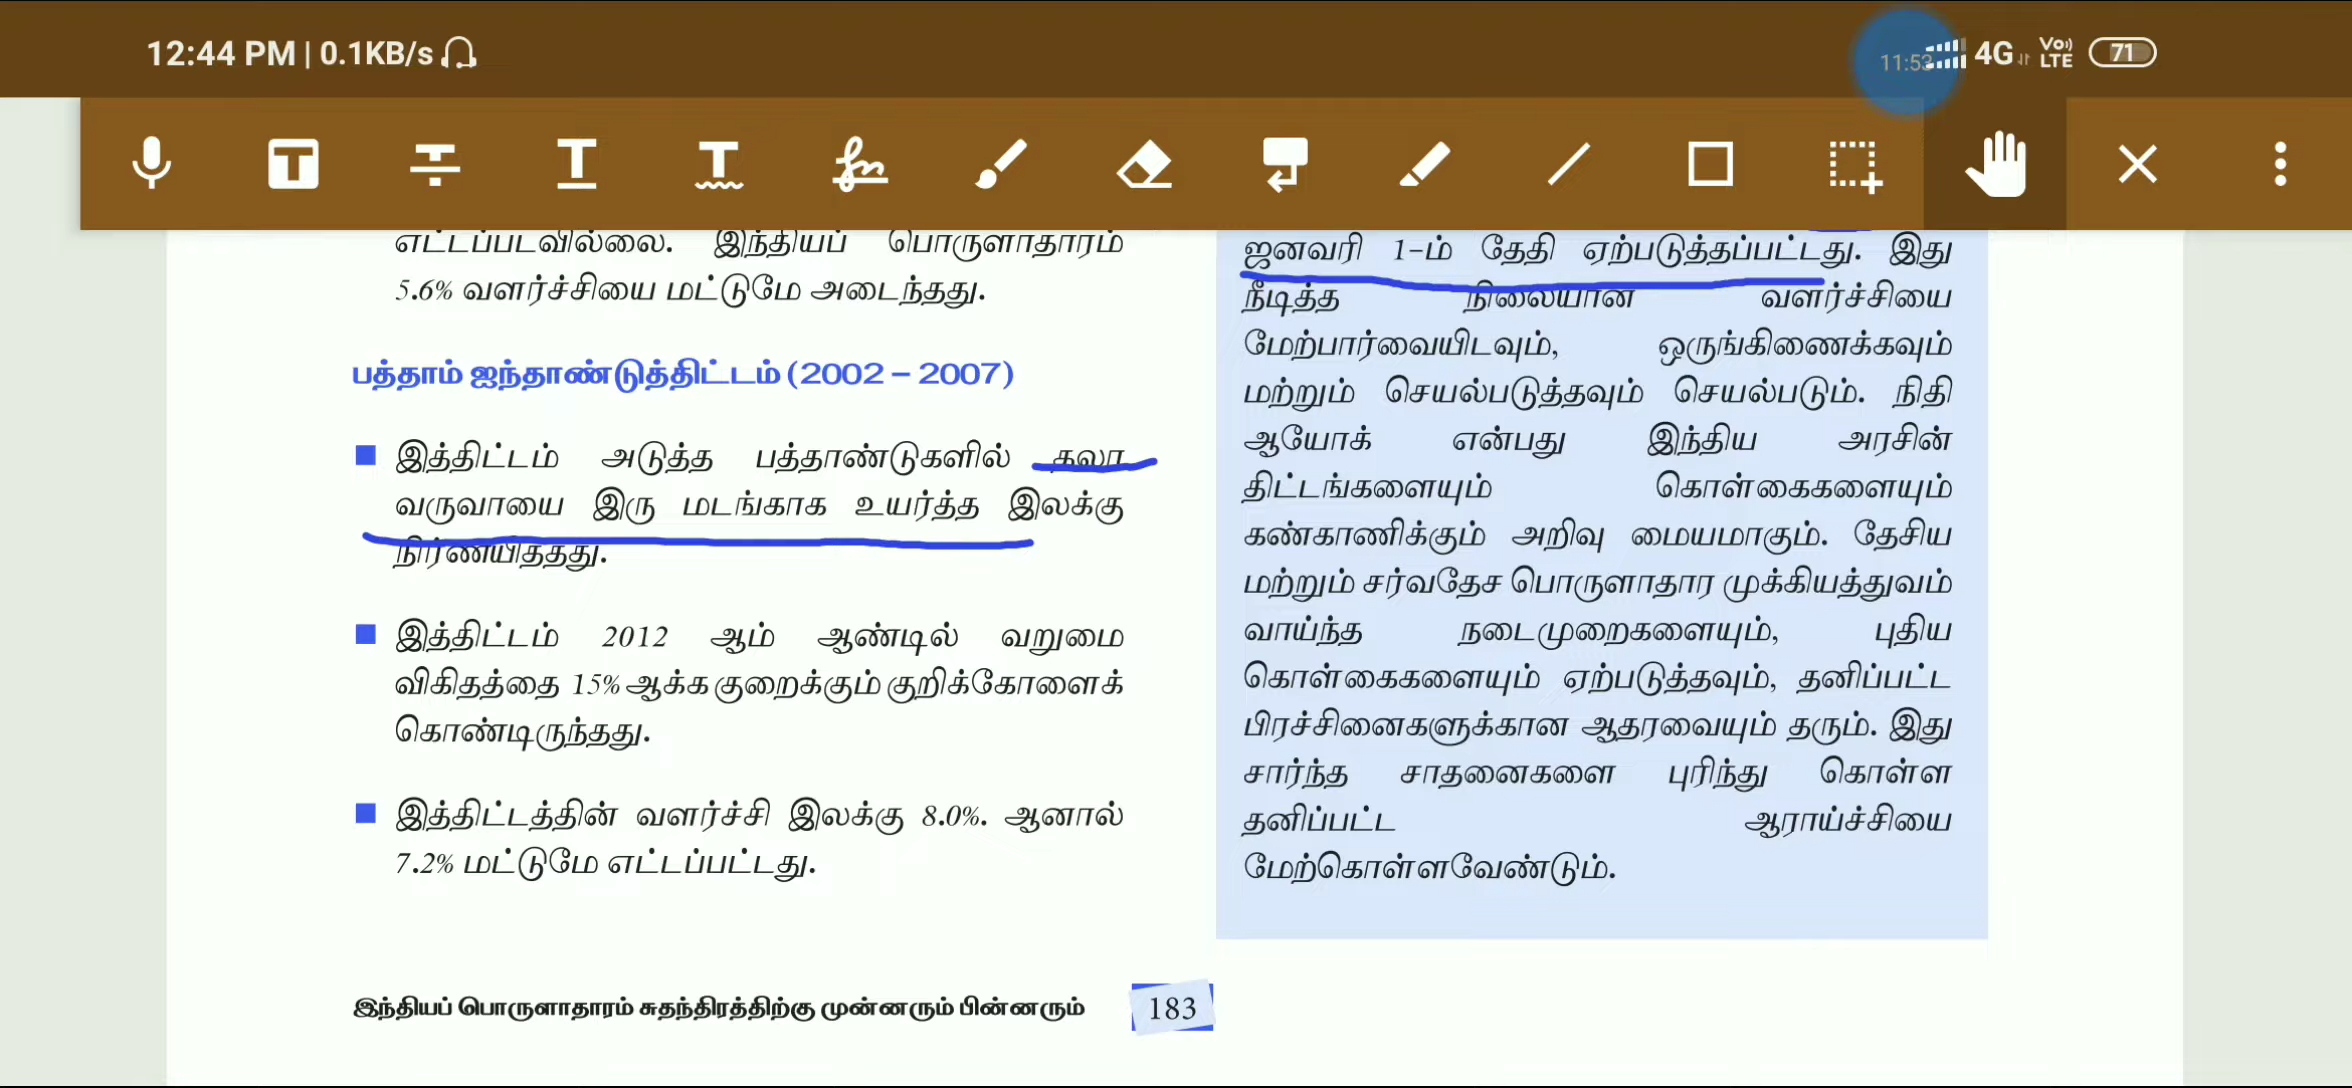 12:44 PM | 0.1KB/s
11:53 4G VoLTE 71
எட்டப்படவில்லை. இந்தியப் பொருளாதாரம்
5.6% வளர்ச்சியை மட்டுமே அடைந்தது.
பத்தாம் ஐந்தாண்டுத்திட்டம் (2002 – 2007)
இத்திட்டம் அடுத்த பத்தாண்டுகளில் தலா
வருவாயை இரு மடங்காக உயர்த்த இலக்கு
நிர்ணயித்தது.
இத்திட்டம் 2012 ஆம் ஆண்டில் வறுமை
விகிதத்தை 15% ஆக்க குறைக்கும் குறிக்கோளைக்
கொண்டிருந்தது.
இத்திட்டத்தின் வளர்ச்சி இலக்கு 8.0%. ஆனால்
7.2% மட்டுமே எட்டப்பட்டது.
ஜனவரி 1-ம் தேதி ஏற்படுத்தப்பட்டது. இது
நீடித்த நிலையான வளர்ச்சியை
மேற்பார்வையிடவும், ஒருங்கிணைக்கவும்
மற்றும் செயல்படுத்தவும் செயல்படும். நிதி
ஆயோக் என்பது இந்திய அரசின்
திட்டங்களையும் கொள்கைகளையும்
கண்காணிக்கும் அறிவு மையமாகும். தேசிய
மற்றும் சர்வதேச பொருளாதார முக்கியத்துவம்
வாய்ந்த நடைமுறைகளையும், புதிய
கொள்கைகளையும் ஏற்படுத்தவும், தனிப்பட்ட
பிரச்சினைகளுக்கான ஆதரவையும் தரும். இது
சார்ந்த சாதனைகளை புரிந்து கொள்ள
தனிப்பட்ட ஆராய்ச்சியை
மேற்கொள்ளவேண்டும்.
இந்தியப் பொருளாதாரம் சுதந்திரத்திற்கு முன்னரும் பின்னரும் 183